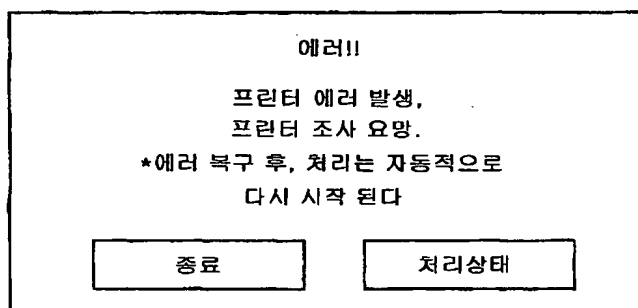 에러!!
프린터 에러 발생,
프린터 조사 요망.
*에러 복구 후, 처리는 자동적으로
다시 시작 된다
종료
처리상태